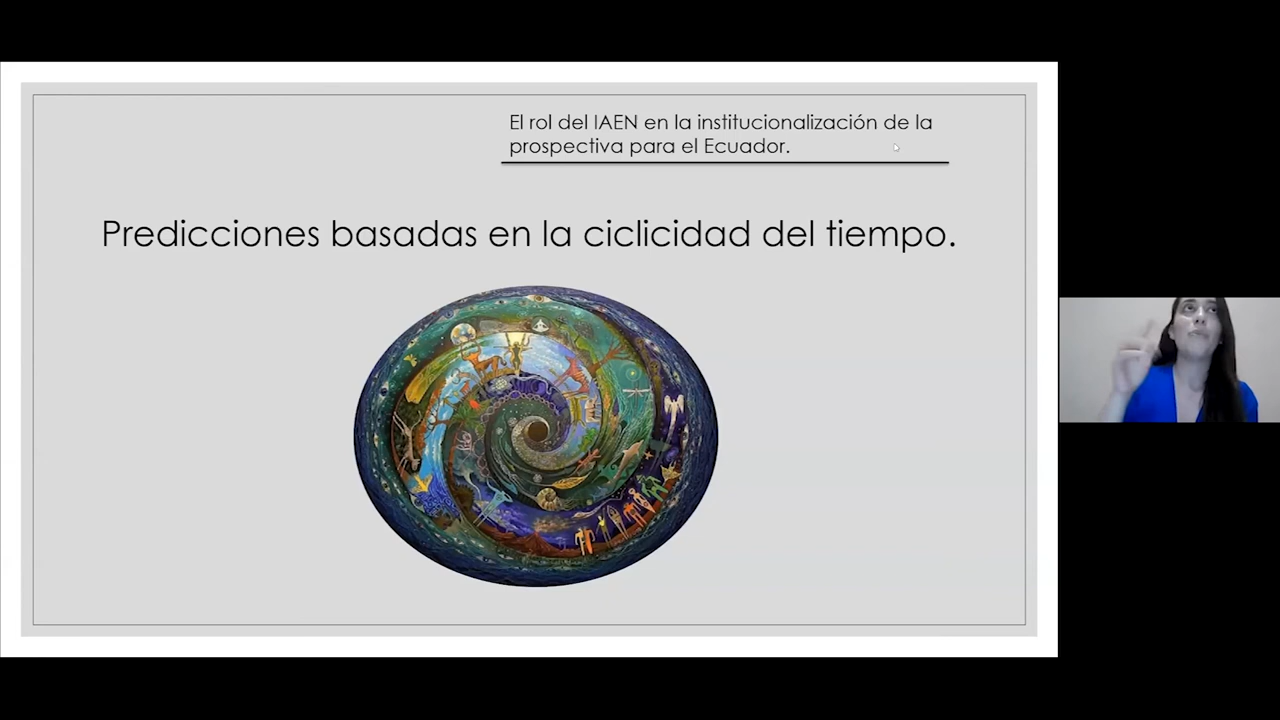 El rol del IAEN en la institucionalización de la
prospectiva para el Ecuador.
Predicciones basadas en la ciclicidad del tiempo.